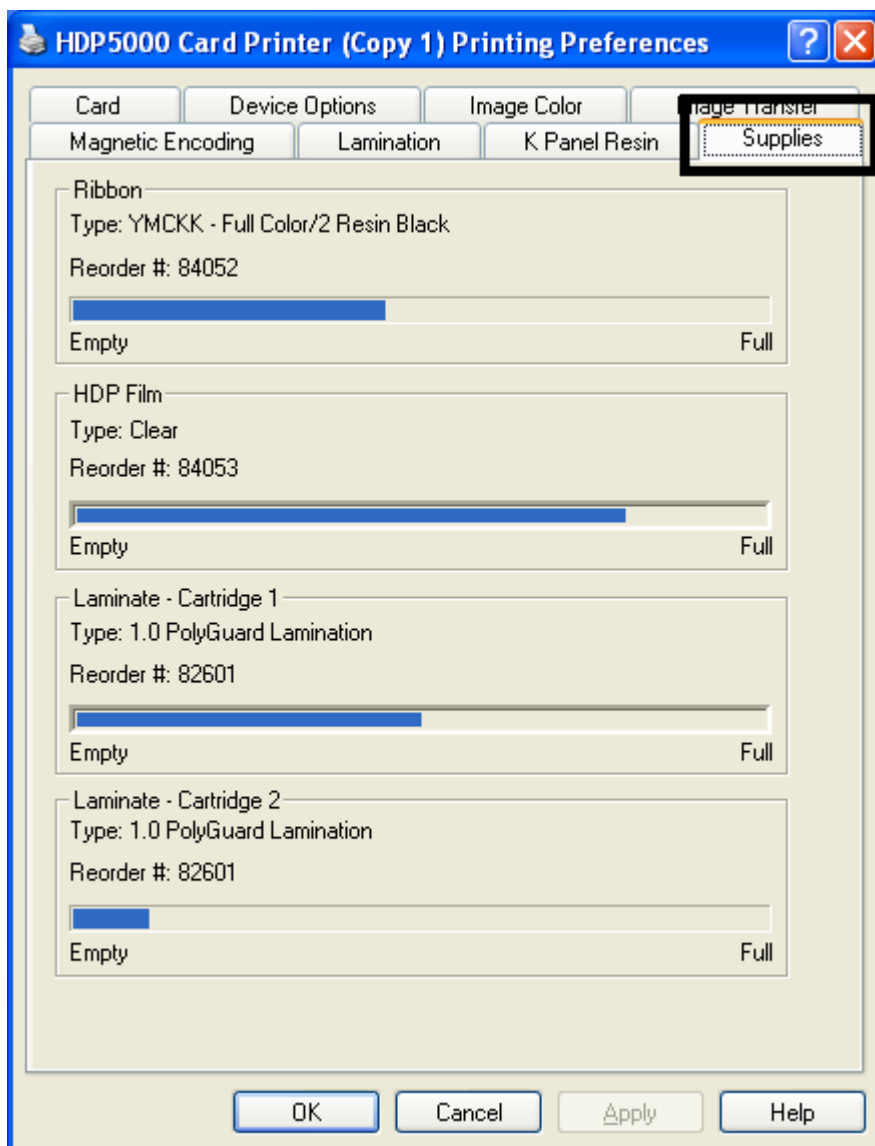 HDP5000 Card Printer (Copy 1) Printing Preferences
Card Device Options Image Color Image Transfer
Magnetic Encoding Lamination K Panel Resin Supplies
Ribbon
Type: YMCKK - Full Color/2 Resin Black
Reorder #: 84052
Empty Full
HDP Film
Type: Clear
Reorder #: 84053
Empty Full
Laminate - Cartridge 1
Type: 1.0 PolyGuard Lamination
Reorder #: 82601
Empty Full
Laminate - Cartridge 2
Type: 1.0 PolyGuard Lamination
Reorder #: 82601
Empty Full
OK Cancel Apply Help